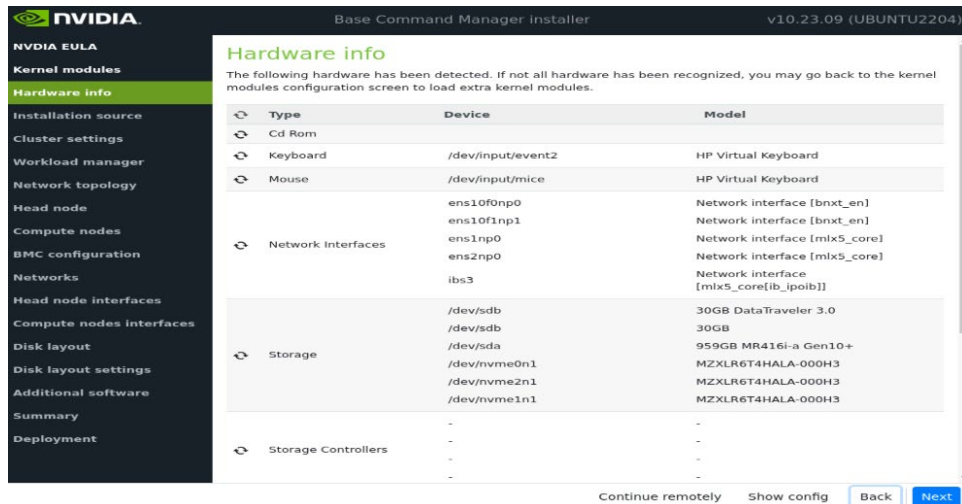 NVIDIA.
Base Command Manager installer
v10.23.09 (UBUNTU2204)
NVDIA EULA
Kernel modules
Hardware info
Installation source
Cluster settings
Workload manager
Network topology
Head node
Compute nodes
BMC configuration
Networks
Head node interfaces
Compute nodes interfaces
Disk layout
Disk layout settings
Additional software
Summary
Deployment
Hardware info
The following hardware has been detected. If not all hardware has been recognized, you may go back to the kernel
modules configuration screen to load extra kernel modules.
Type Device Model
Cd Rom
Keyboard /dev/input/event2 HP Virtual Keyboard
Mouse /dev/input/mice HP Virtual Keyboard
Network Interfaces
ens10f0np0 Network interface [bnxt_en]
ens10f1np1 Network interface [bnxt_en]
ens1np0 Network interface [mlx5_core]
ens2np0 Network interface [mlx5_core]
ibs3 Network interface
[mlx5_core[ib_ipoib]]
Storage
/dev/sdb 30GB DataTraveler 3.0
/dev/sdb 30GB
/dev/sda 959GB MR416i-a Gen10+
/dev/nvme0n1 MZXLR6T4HALA-000H3
/dev/nvme2n1 MZXLR6T4HALA-000H3
/dev/nvme1n1 MZXLR6T4HALA-000H3
Storage Controllers
- -
- -
- -
- -
Continue remotely Show config Back Next